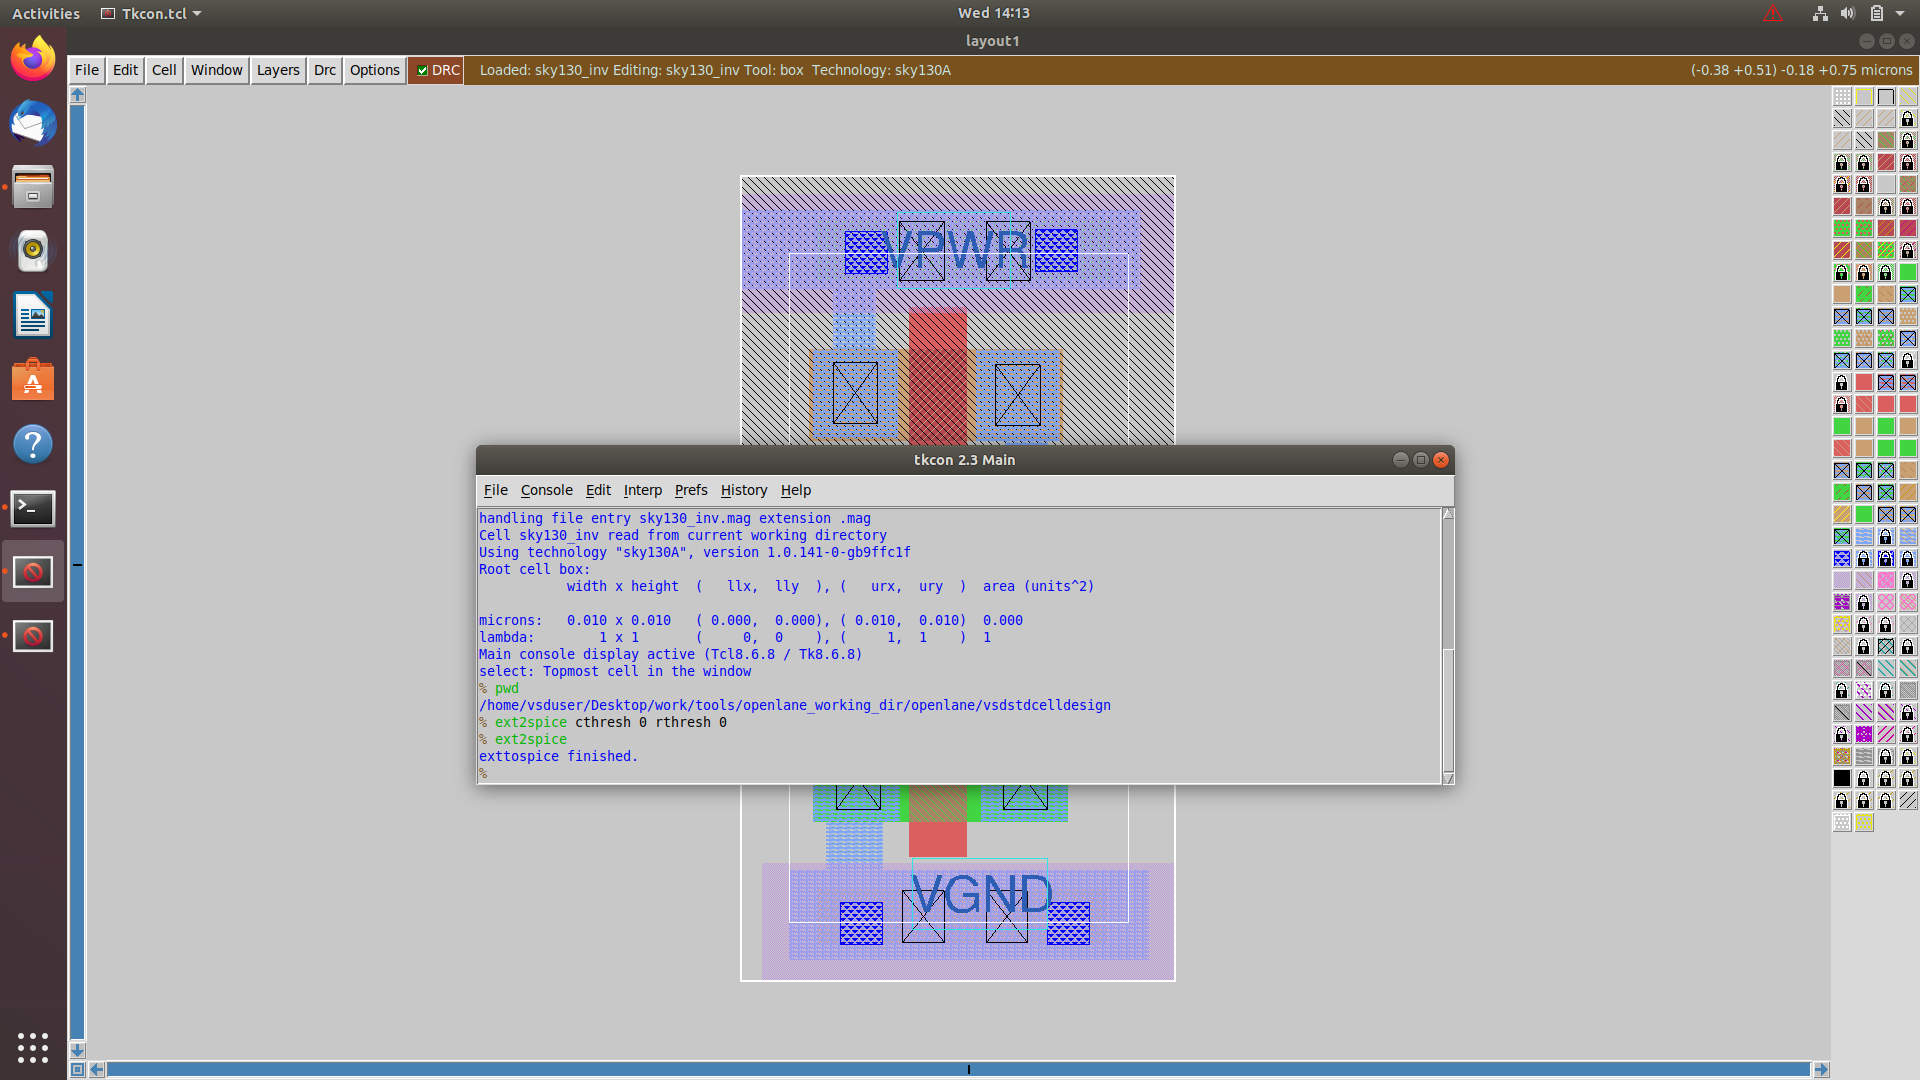 Activities Tkcon.tcl Wed 14:13
layout1
File Edit Cell Window Layers Drc Options DRC Loaded: sky130_inv Editing: sky130_inv Tool: box Technology: sky130A (-0.38 +0.51) -0.18 +0.75 microns
VPWR
tkcon 2.3 Main
File Console Edit Interp Prefs History Help
handling file entry sky130_inv.mag extension .mag
Cell sky130_inv read from current working directory
Using technology "sky130A", version 1.0.141-0-gb9ffc1f
Root cell box:
width x height ( llx, lly ), ( urx, ury ) area (units^2)
microns: 0.010 x 0.010 ( 0.000, 0.000), ( 0.010, 0.010) 0.000
lambda: 1 x 1 ( 0, 0 ), ( 1, 1 ) 1
Main console display active (Tcl8.6.8 / Tk8.6.8)
select: Topmost cell in the window
% pwd
/home/vsduser/Desktop/work/tools/openlane_working_dir/openlane/vsdstdcelldesign
% ext2spice cthresh 0 rthresh 0
% ext2spice
exttospice finished.
%
VGND